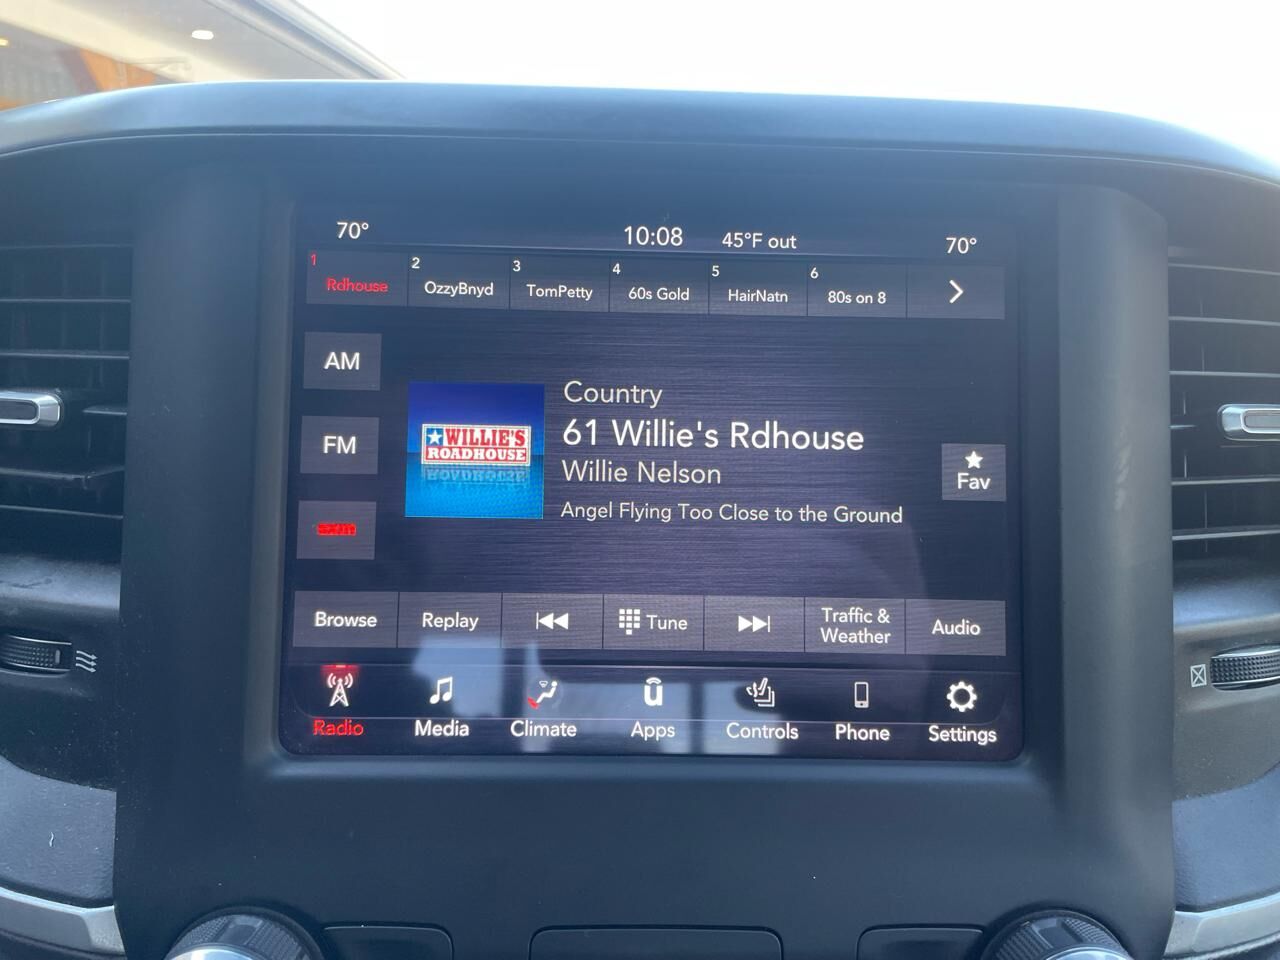 70° 10:08 45°F out 70°
1 2 3 4 5 6
Rdhouse OzzyBnyd TomPetty 60s Gold HairNatn 80s on 8
AM
FM
sxm
WILLIE'S
ROADHOUSE
Country
61 Willie's Rdhouse
Willie Nelson
Angel Flying Too Close to the Ground
Fav
Browse Replay Tune Traffic & Weather Audio
Radio Media Climate Apps Controls Phone Settings